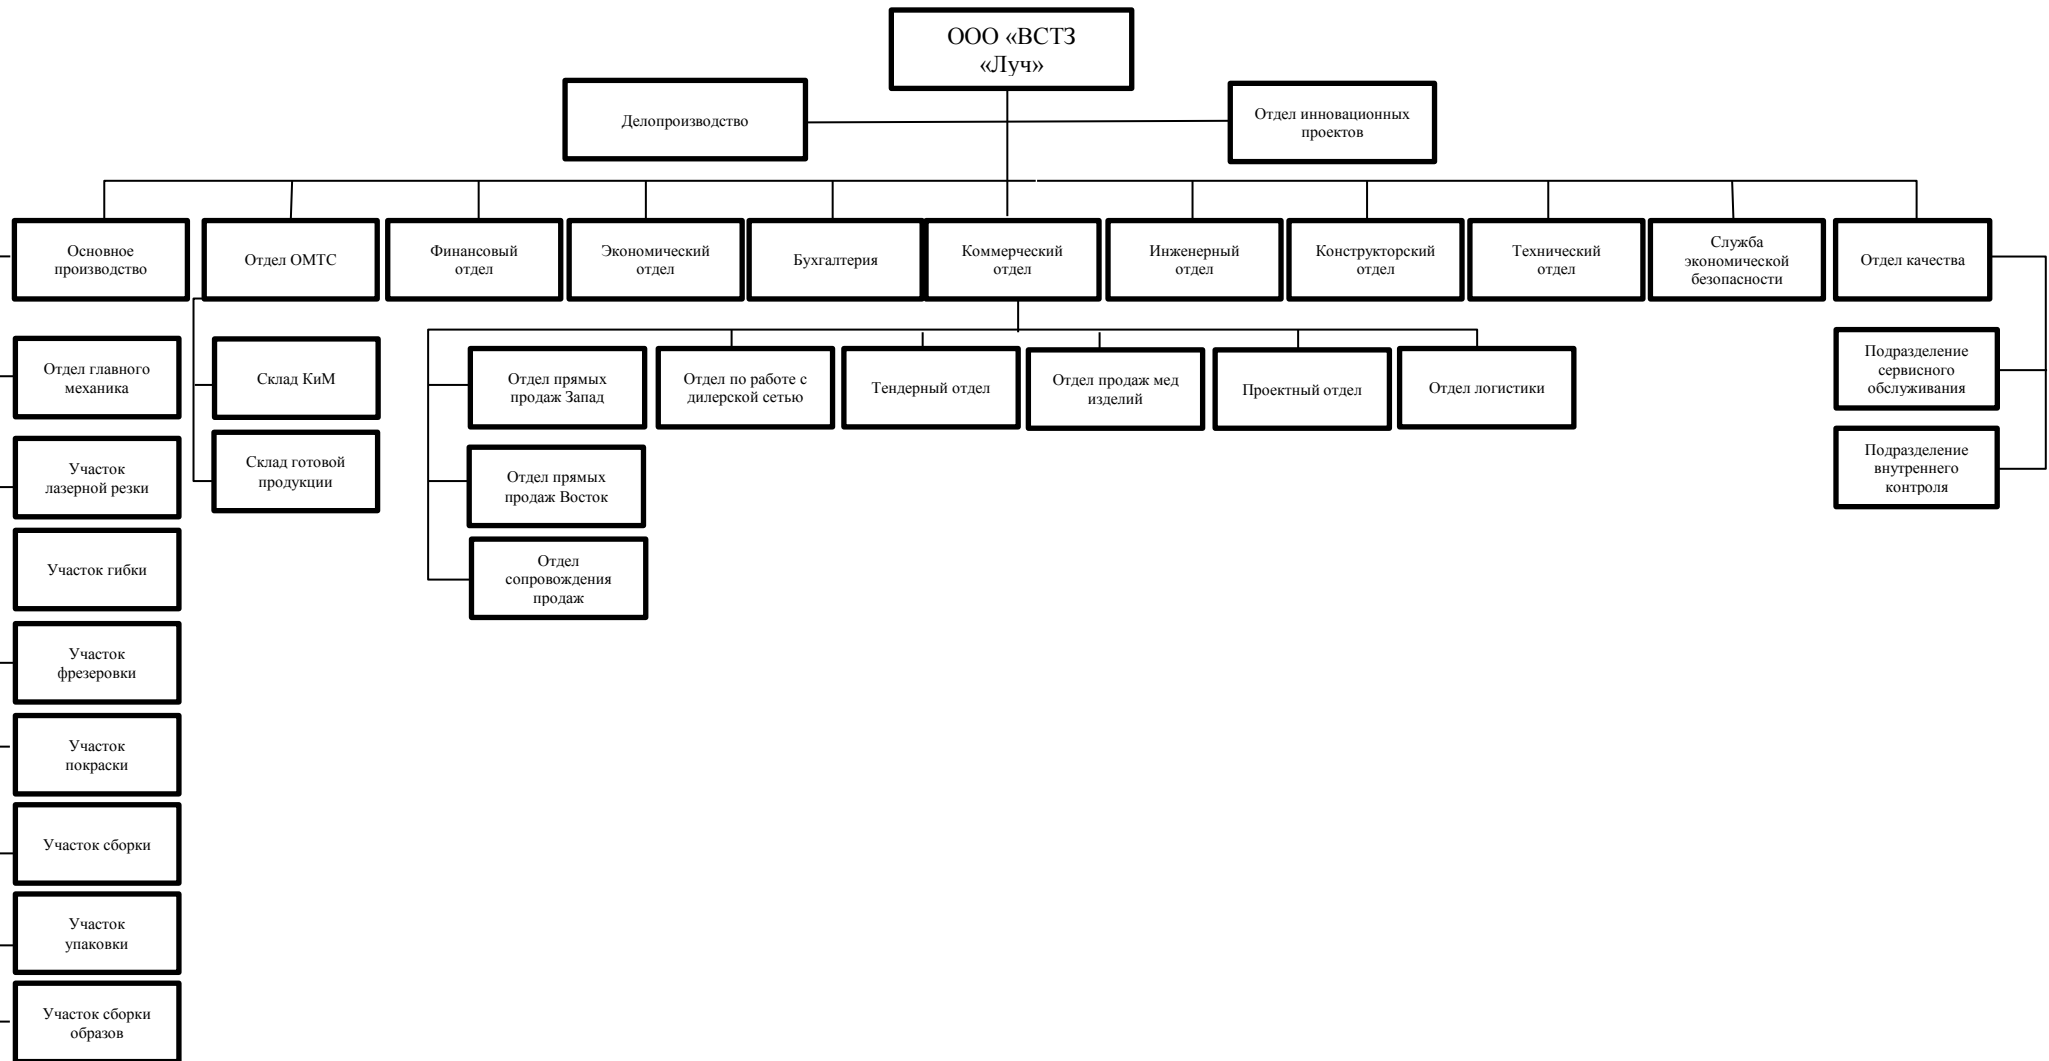 ООО «ВСТЗ
«Луч»
Делопроизводство
Отдел инновационных
проектов
Основное
производство
Отдел ОМТС
Финансовый
отдел
Экономический
отдел
Бухгалтерия
Коммерческий
отдел
Инженерный
отдел
Конструкторский
отдел
Технический
отдел
Служба
экономической
безопасности
Отдел качества
Отдел главного
механика
Склад КиМ
Отдел прямых
продаж Запад
Отдел по работе с
дилерской сетью
Тендерный отдел
Отдел продаж мед
изделий
Проектный отдел
Отдел логистики
Подразделение
сервисного
обслуживания
Участок
лазерной резки
Склад готовой
продукции
Отдел прямых
продаж Восток
Подразделение
внутреннего
контроля
Участок гибки
Отдел
сопровождения
продаж
Участок
фрезеровки
Участок
покраски
Участок сборки
Участок
упаковки
Участок сборки
образов